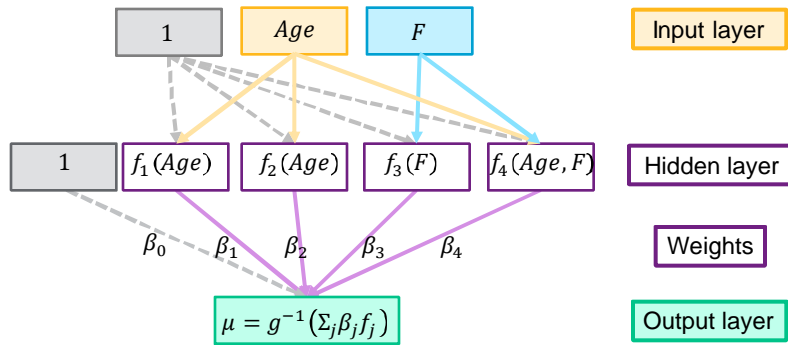 1 Age F Input layer
1 f₁(Age) f₂(Age) f₃(F) f₄(Age, F) Hidden layer
β₀ β₁ β₂ β₃ β₄ Weights
μ = g⁻¹(Σⱼβⱼfⱼ) Output layer